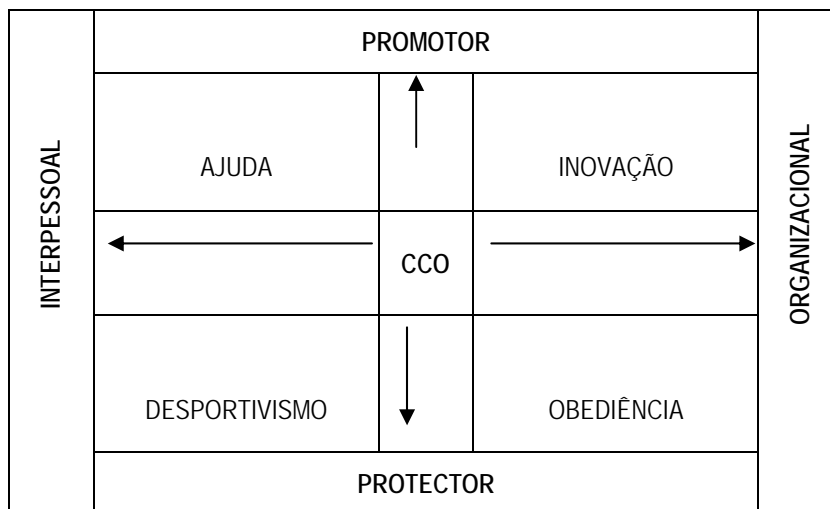 PROMOTOR
INTERPESSOAL
AJUDA
INOVAÇÃO
ORGANIZACIONAL
CCO
DESPORTIVISMO
OBEDIÊNCIA
PROTECTOR